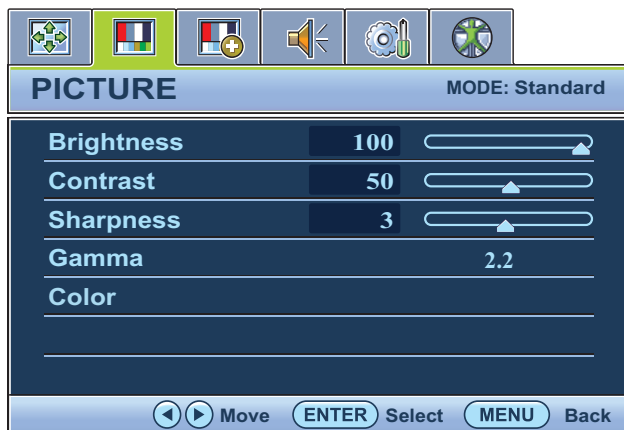 PICTURE MODE: Standard
Brightness 100
Contrast 50
Sharpness 3
Gamma 2.2
Color
Move ENTER Select MENU Back